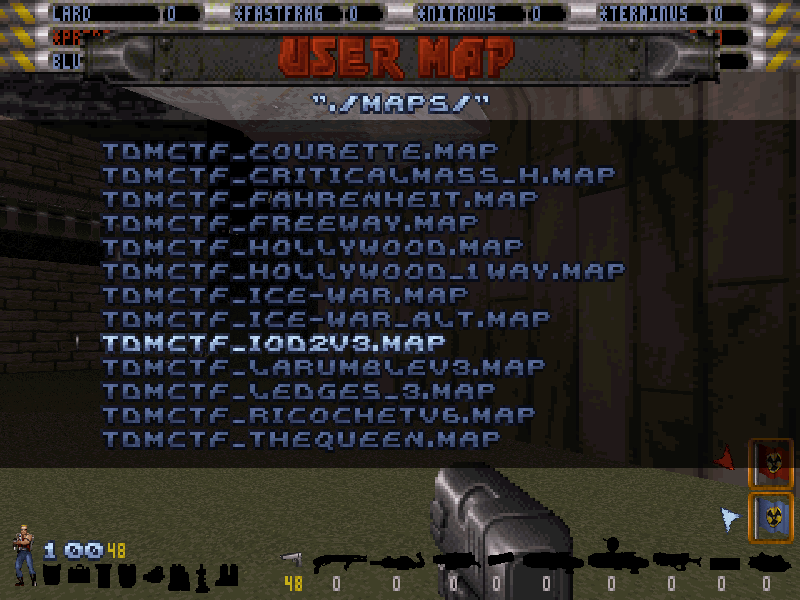 LARD 0 *FASTFRAG 0 *NITROUS 0 *TERMINUS 0
USER MAP
"./MAPS/"
TDMCTF_COURETTE.MAP
TDMCTF_CRITICALMASS_H.MAP
TDMCTF_FAHRENHEIT.MAP
TDMCTF_FREEWAY.MAP
TDMCTF_HOLLYWOOD.MAP
TDMCTF_HOLLYWOOD_1WAY.MAP
TDMCTF_ICE-WAR.MAP
TDMCTF_ICE-WAR_ALT.MAP
TDMCTF_IOD2V3.MAP
TDMCTF_LARUMBLEV3.MAP
TDMCTF_LEDGES_3.MAP
TDMCTF_RICOCHETV6.MAP
TDMCTF_THEQUEEN.MAP
100 48
48 0 0 0 0 0 0 0 0 0